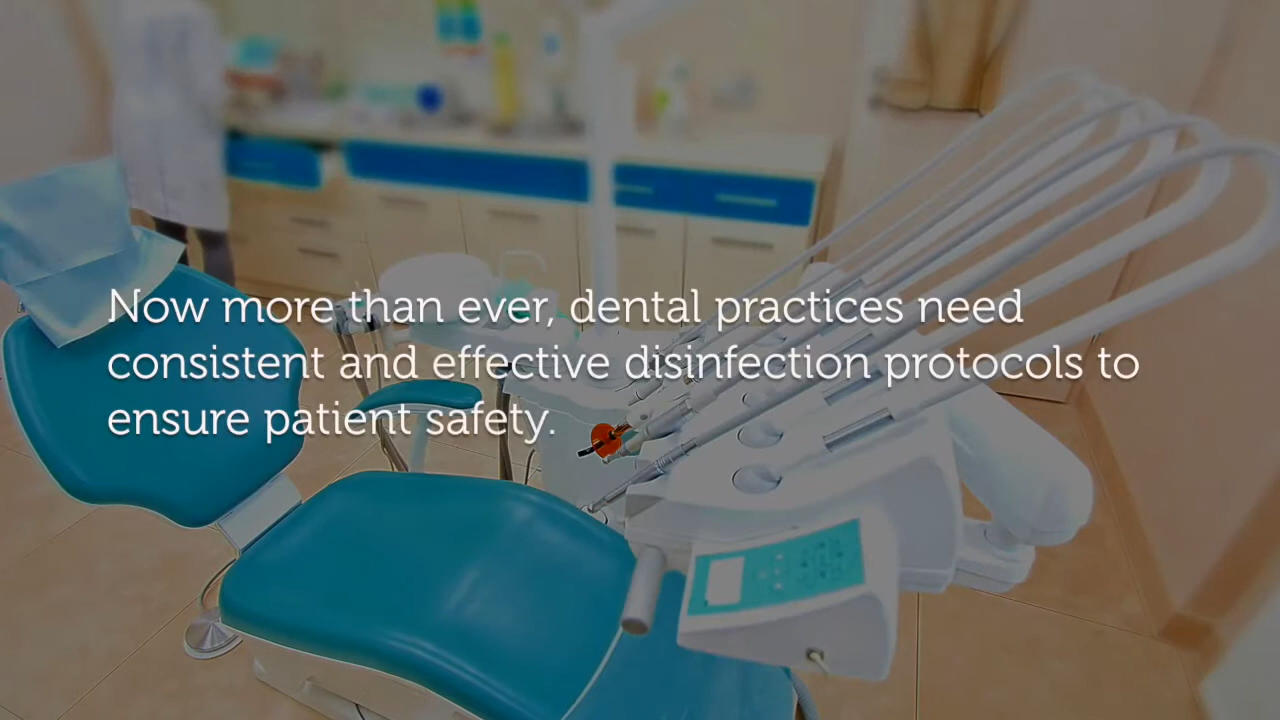 Now more than ever, dental practices need
consistent and effective disinfection protocols to
ensure patient safety.